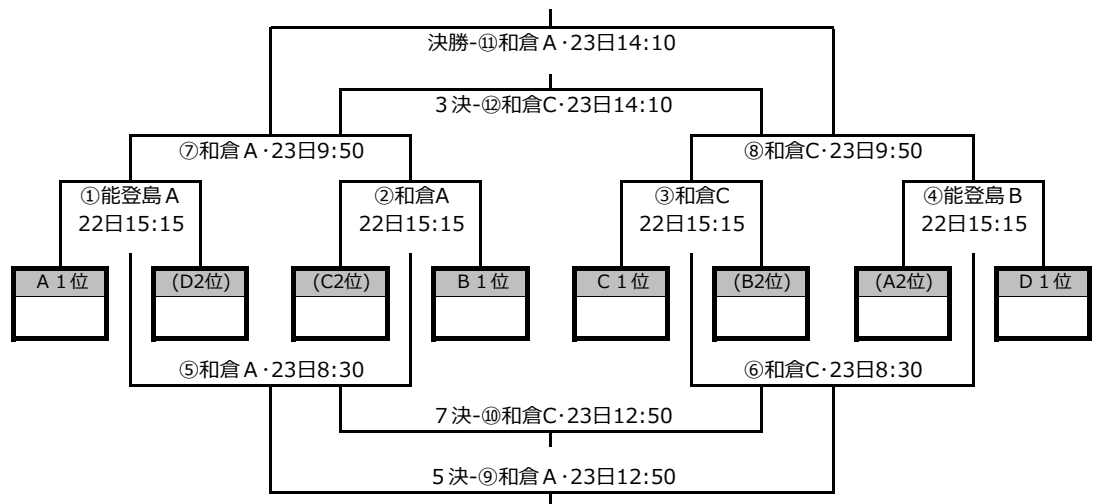 決勝-⑪和倉A・23日14:10
3決-⑫和倉C・23日14:10
⑦和倉A・23日9:50
⑧和倉C・23日9:50
①能登島A
22日15:15
②和倉A
22日15:15
③和倉C
22日15:15
④能登島B
22日15:15
A1位
(D2位)
(C2位)
B1位
C1位
(B2位)
(A2位)
D1位
⑤和倉A・23日8:30
⑥和倉C・23日8:30
7決-⑩和倉C・23日12:50
5決-⑨和倉A・23日12:50